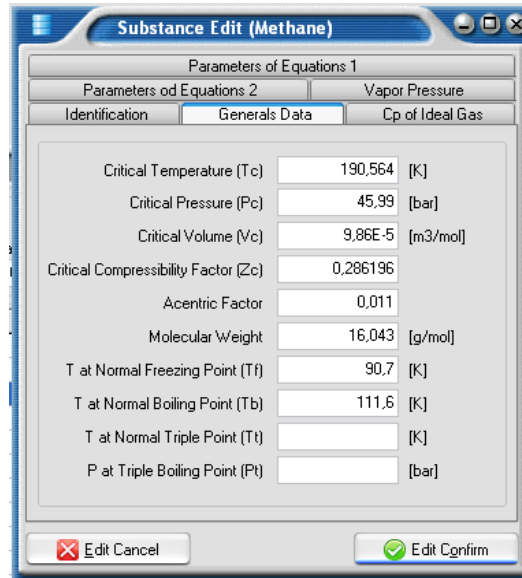 Substance Edit (Methane)
Parameters of Equations 1
Parameters od Equations 2 Vapor Pressure
Identification Generals Data Cp of Ideal Gas
Critical Temperature (Tc) 190,564 [K]
Critical Pressure (Pc) 45,99 [bar]
Critical Volume (Vc) 9,86E-5 [m3/mol]
Critical Compressibility Factor (Zc) 0,286196
Acentric Factor 0,011
Molecular Weight 16,043 [g/mol]
T at Normal Freezing Point (Tf) 90,7 [K]
T at Normal Boiling Point (Tb) 111,6 [K]
T at Normal Triple Point (Tt) [K]
P at Triple Boiling Point (Pt) [bar]
Edit Cancel Edit Confirm